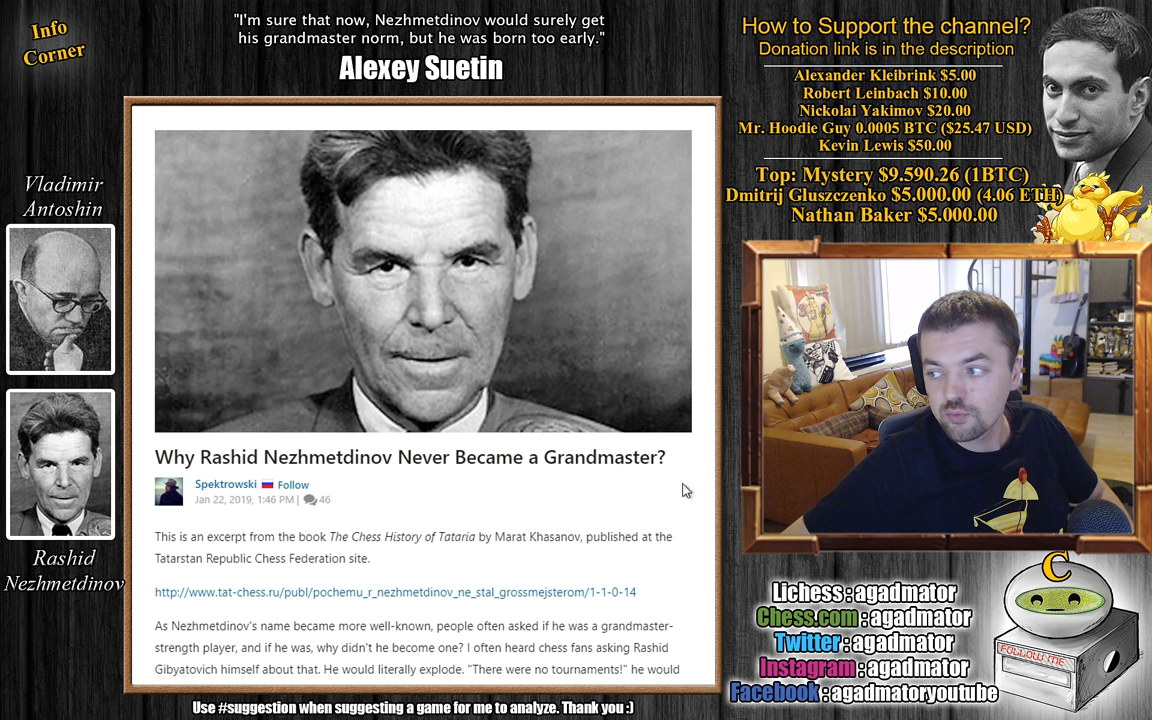 Info
Corner
"I'm sure that now, Nezhmetdinov would surely get
his grandmaster norm, but he was born too early."
Alexey Suetin
Vladimir
Antoshin
Rashid
Nezhmetdinov
Why Rashid Nezhmetdinov Never Became a Grandmaster?
Spektrowski Follow
Jan 22, 2019, 1:46 PM | 46
This is an excerpt from the book The Chess History of Tataria by Marat Khasanov, published at the
Tatarstan Republic Chess Federation site.
http://www.tat-chess.ru/publ/pochemu_r_nezhmetdinov_ne_stal_grossmejsterom/1-1-0-14
As Nezhmetdinov's name became more well-known, people often asked if he was a grandmaster-
strength player, and if he was, why didn't he become one? I often heard chess fans asking Rashid
Gibyatovich himself about that. He would literally explode. "There were no tournaments!" he would
Use #suggestion when suggesting a game for me to analyze. Thank you :)
How to Support the channel?
Donation link is in the description
Alexander Kleibrink $5.00
Robert Leinbach $10.00
Nickolai Yakimov $20.00
Mr. Hoodie Guy 0.0005 BTC ($25.47 USD)
Kevin Lewis $50.00
Top: Mystery $9.590.26 (1BTC)
Dmitrij Gluszczenko $5.000.00 (4.06 ETH)
Nathan Baker $5.000.00
Lichess : agadmator
Chess.com : agadmator
Twitter : agadmator
Instagram : agadmator
Facebook : agadmatoryoutube
C
FOLLOW ME